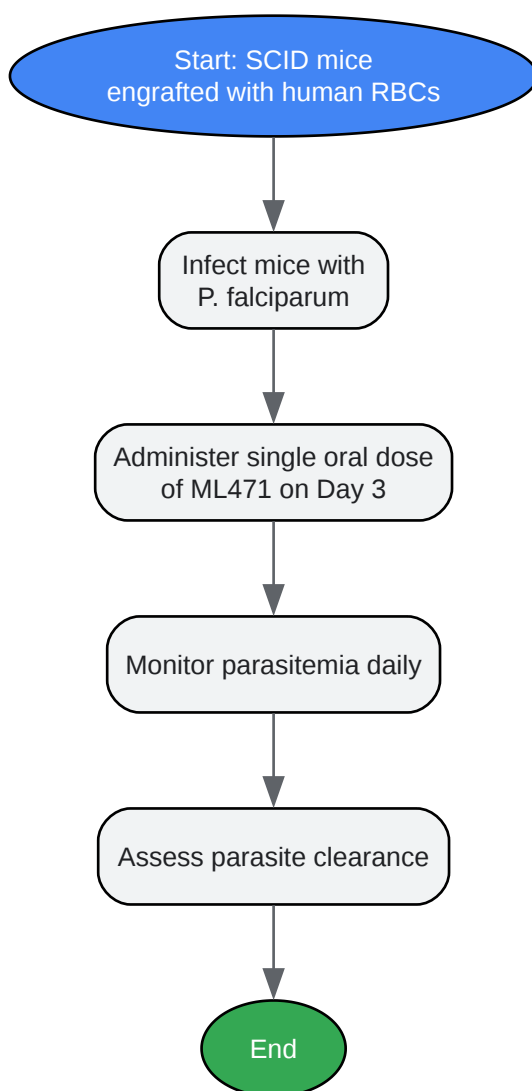 Start: SCID mice
engrafted with human RBCs
Infect mice with
P. falciparum
Administer single oral dose
of ML471 on Day 3
Monitor parasitemia daily
Assess parasite clearance
End